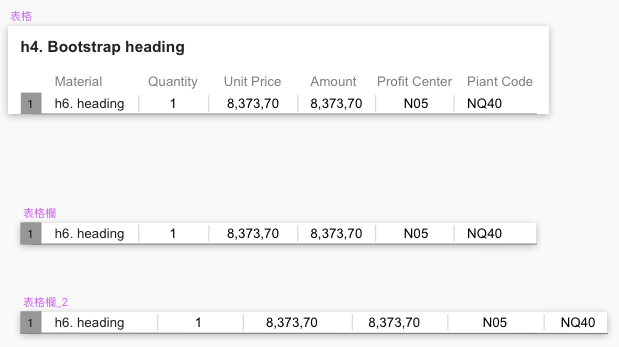 表格
h4. Bootstrap heading
Material Quantity Unit Price Amount Profit Center Piant Code
1 h6. heading 1 8,373,70 8,373,70 N05 NQ40
表格欄
1 h6. heading 1 8,373,70 8,373,70 N05 NQ40
表格欄_2
1 h6. heading 1 8,373,70 8,373,70 N05 NQ40